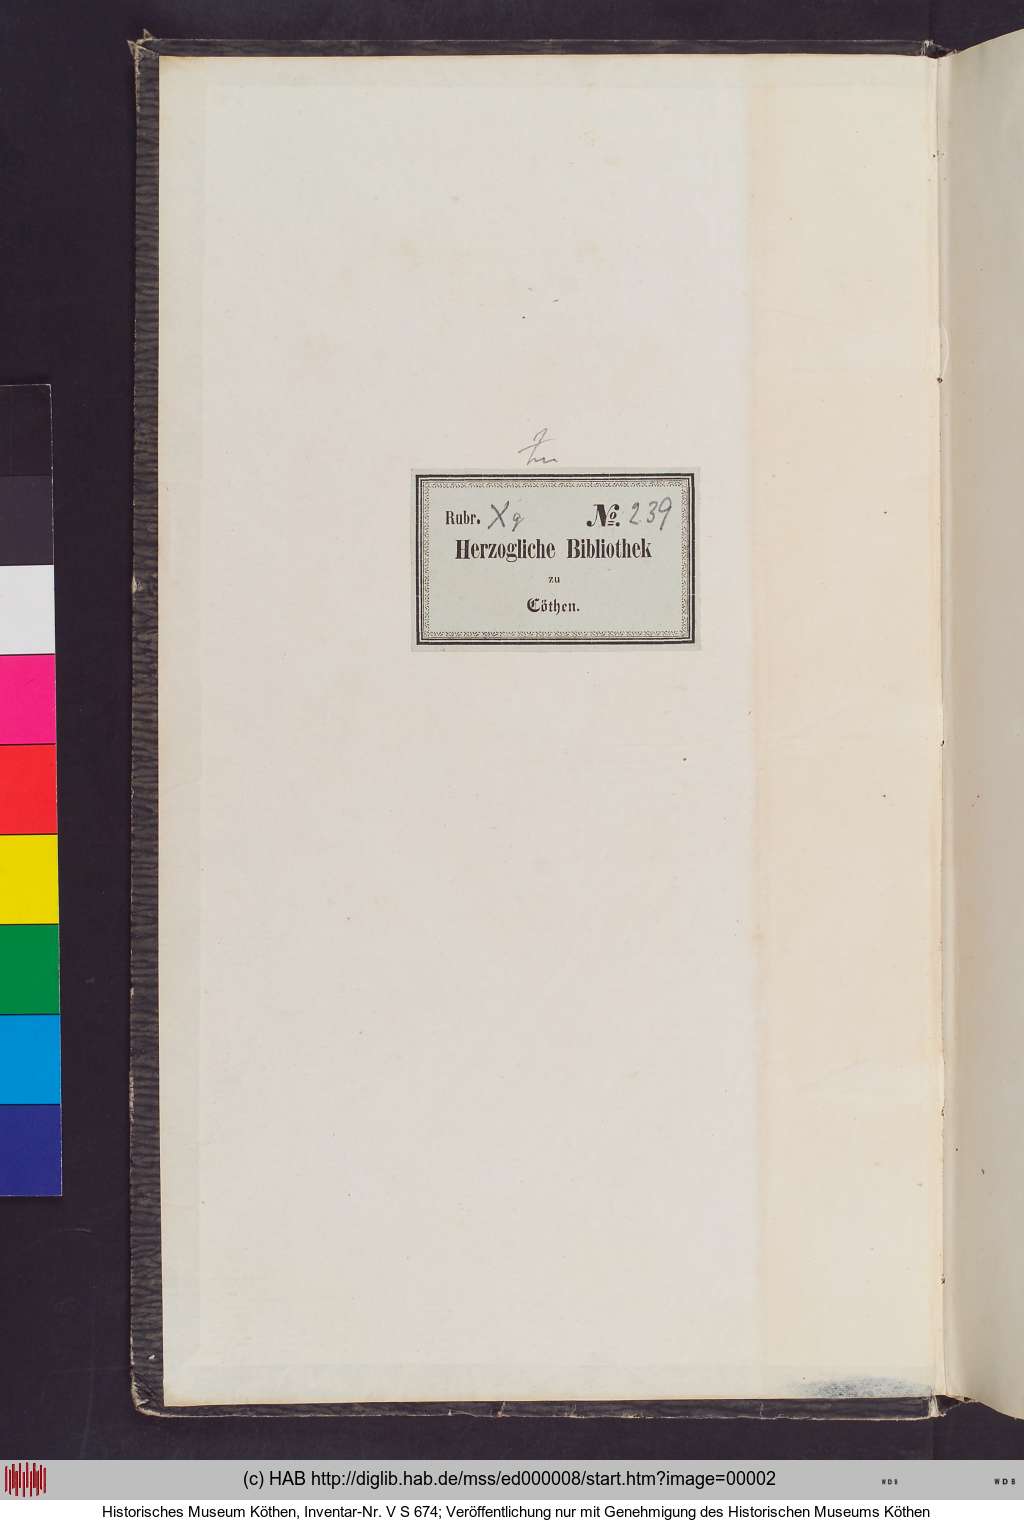 Rubr. Xg № 239
Herzogliche Bibliothek
zu
Cöthen.
(c) HAB http://diglib.hab.de/mss/ed000008/start.htm?image=00002
W D B
W D B
Historisches Museum Köthen, Inventar-Nr. V S 674; Veröffentlichung nur mit Genehmigung des Historischen Museums Köthen